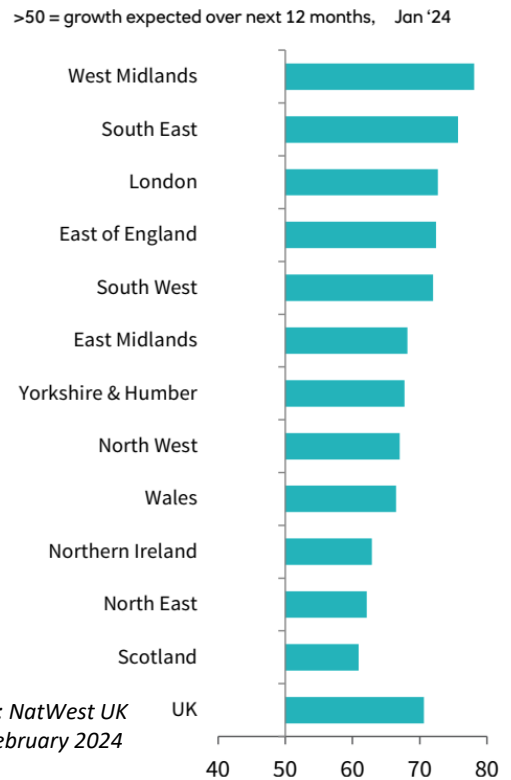 >50 = growth expected over next 12 months, Jan ‘24
West Midlands
South East
London
East of England
South West
East Midlands
Yorkshire & Humber
North West
Wales
Northern Ireland
North East
Scotland
UK
: NatWest UK
ebruary 2024
40 50 60 70 80